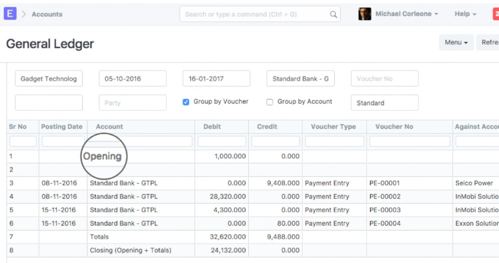 E Accounts Search or type a command (Ctrl + G) Michael Corleone Help
General Ledger Menu Refre
Gadget Technolog 05-10-2016 16-01-2017 Standard Bank - G Voucher No
Party Group by Voucher Group by Account Standard
Sr No Posting Date Account Debit Credit Voucher Type Voucher No Against Accou
1 Opening 1,000.000 0.000
2
3 08-11-2016 Standard Bank - GTPL 0.000 9,408.000 Payment Entry PE-00001 Selco Power
4 08-11-2016 Standard Bank - GTPL 28,320.000 0.000 Payment Entry PE-00002 InMobi Solution
5 15-11-2016 Standard Bank - GTPL 4,300.000 0.000 Payment Entry PE-00003 InMobi Solution
6 15-11-2016 Standard Bank - GTPL 0.000 80.000 Payment Entry PE-00004 Exxon Solution
7 Totals 32,620.000 9,488.000
8 Closing (Opening + Totals) 24,132.000 0.000